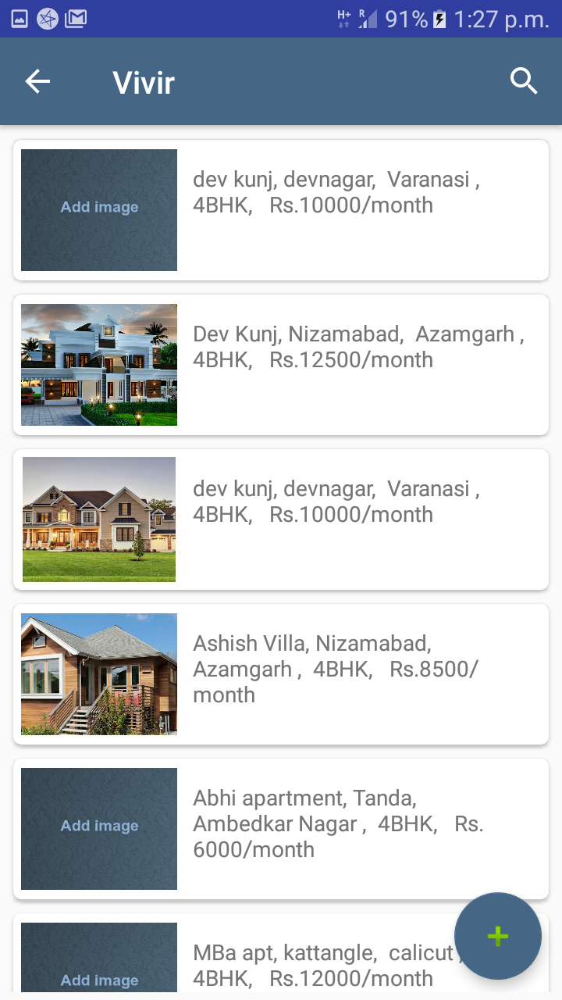 H+ R 91% 1:27 p.m.
Vivir
Add image
dev kunj, devnagar,  Varanasi ,
4BHK,   Rs.10000/month
Dev Kunj, Nizamabad,  Azamgarh ,
4BHK,   Rs.12500/month
dev kunj, devnagar,  Varanasi ,
4BHK,   Rs.10000/month
Ashish Villa, Nizamabad,
Azamgarh ,  4BHK,   Rs.8500/
month
Add image
Abhi apartment, Tanda,
Ambedkar Nagar ,  4BHK,   Rs.
6000/month
Add image
MBa apt, kattangle,  calicut ,
4BHK,   Rs.12000/month
+